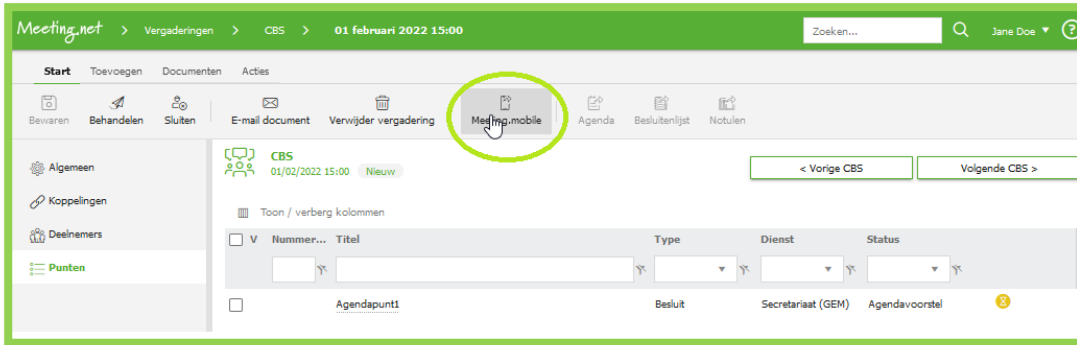 Meeting.net > Vergaderingen > CBS > 01 februari 2022 15:00 Zoeken... Jane Doe ?
Start Toevoegen Documenten Acties
Bewaren Behandelen Sluiten E-mail document Verwijder vergadering Meeting.mobile Agenda Besluitenlijst Notulen
Algemeen
Koppelingen
Deelnemers
Punten
CBS
01/02/2022 15:00 Nieuw
< Vorige CBS Volgende CBS >
Toon / verberg kolommen
V Nummer... Titel Type Dienst Status
Agendapunt1 Besluit Secretariaat (GEM) Agendavoorstel